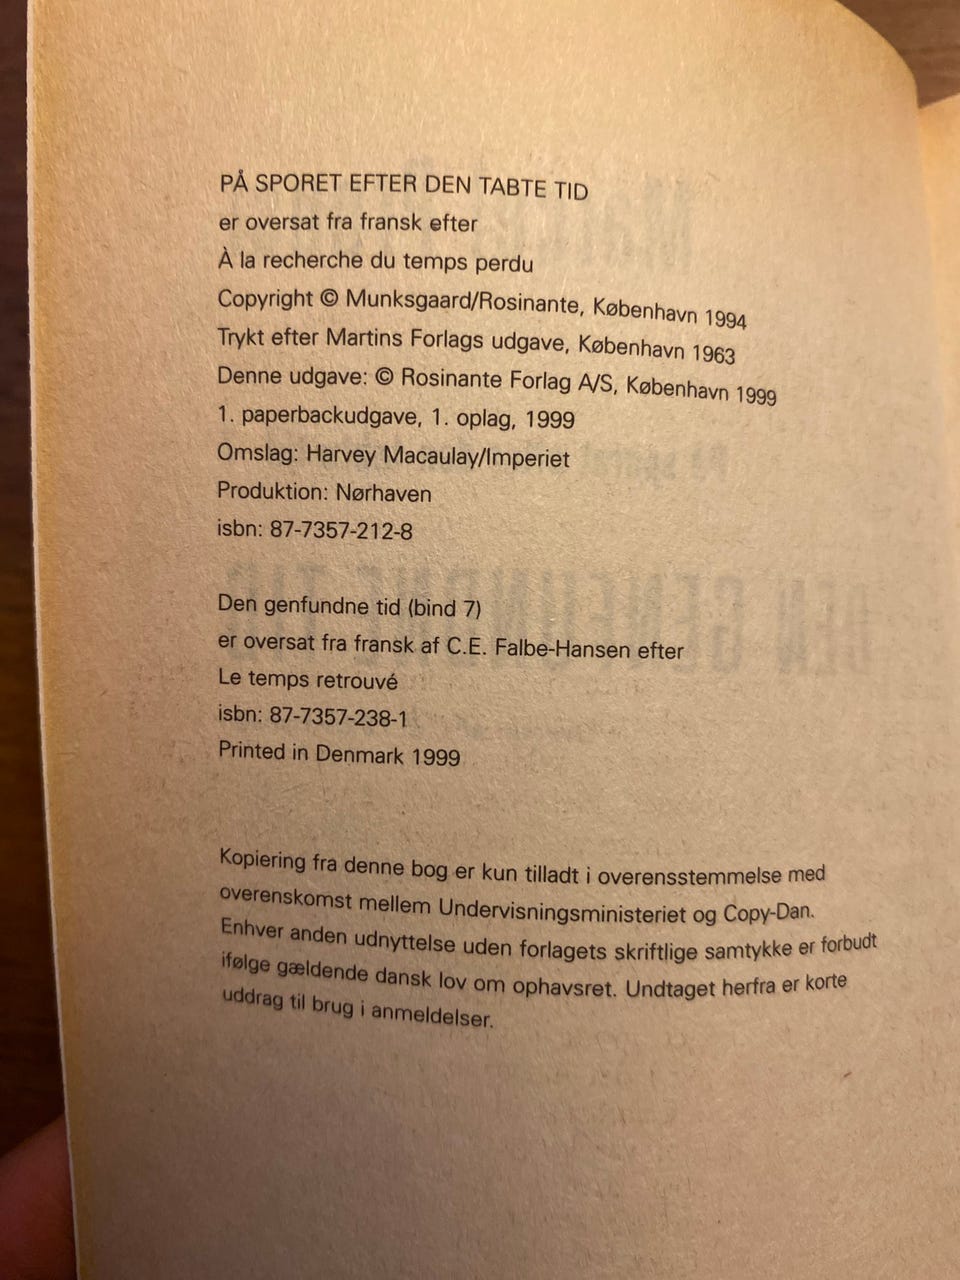 PÅ SPORET EFTER DEN TABTE TID
er oversat fra fransk efter
À la recherche du temps perdu
Copyright © Munksgaard/Rosinante, København 1994
Trykt efter Martins Forlags udgave, København 1963
Denne udgave: © Rosinante Forlag A/S, København 1999
1. paperbackudgave, 1. oplag, 1999
Omslag: Harvey Macaulay/Imperiet
Produktion: Nørhaven
isbn: 87-7357-212-8
Den genfundne tid (bind 7)
er oversat fra fransk af C.E. Falbe-Hansen efter
Le temps retrouvé
isbn: 87-7357-238-1
Printed in Denmark 1999
Kopiering fra denne bog er kun tilladt i overensstemmelse med
overenskomst mellem Undervisningsministeriet og Copy-Dan.
Enhver anden udnyttelse uden forlagets skriftlige samtykke er forbudt
ifølge gældende dansk lov om ophavsret. Undtaget herfra er korte
uddrag til brug i anmeldelser.